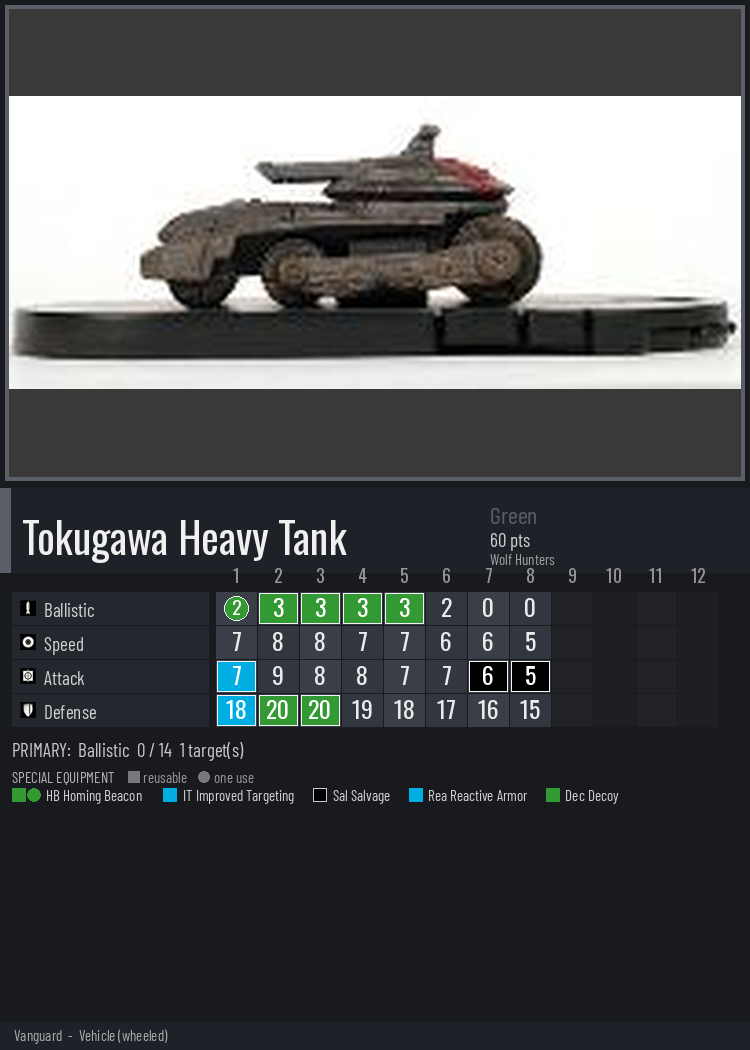 Tokugawa Heavy Tank
Green
60 pts
Wolf Hunters
1 2 3 4 5 6 7 8 9 10 11 12
Ballistic 2 3 3 3 3 2 0 0
Speed 7 8 8 7 7 6 6 5
Attack 7 9 8 8 7 7 6 5
Defense 18 20 20 19 18 17 16 15
PRIMARY: Ballistic 0 / 14 1 target(s)
SPECIAL EQUIPMENT reusable one use
HB Homing Beacon IT Improved Targeting Sal Salvage Rea Reactive Armor Dec Decoy
Vanguard - Vehicle (wheeled)